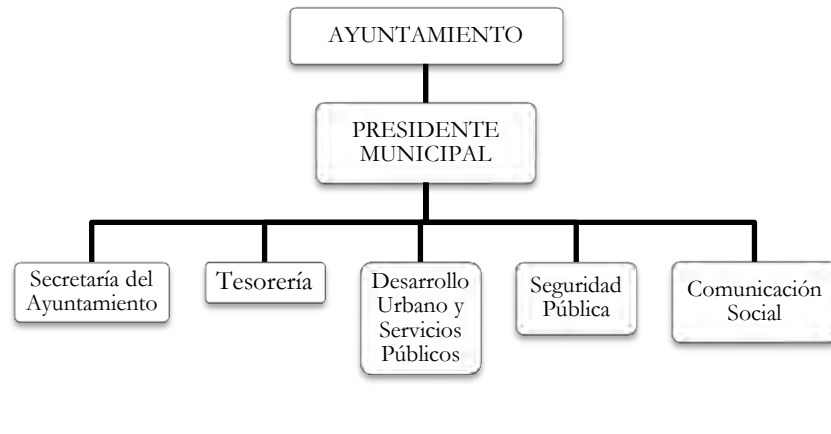 AYUNTAMIENTO
PRESIDENTE
MUNICIPAL
Secretaría del
Ayuntamiento
Tesorería
Desarrollo
Urbano y
Servicios
Públicos
Seguridad
Pública
Comunicación
Social